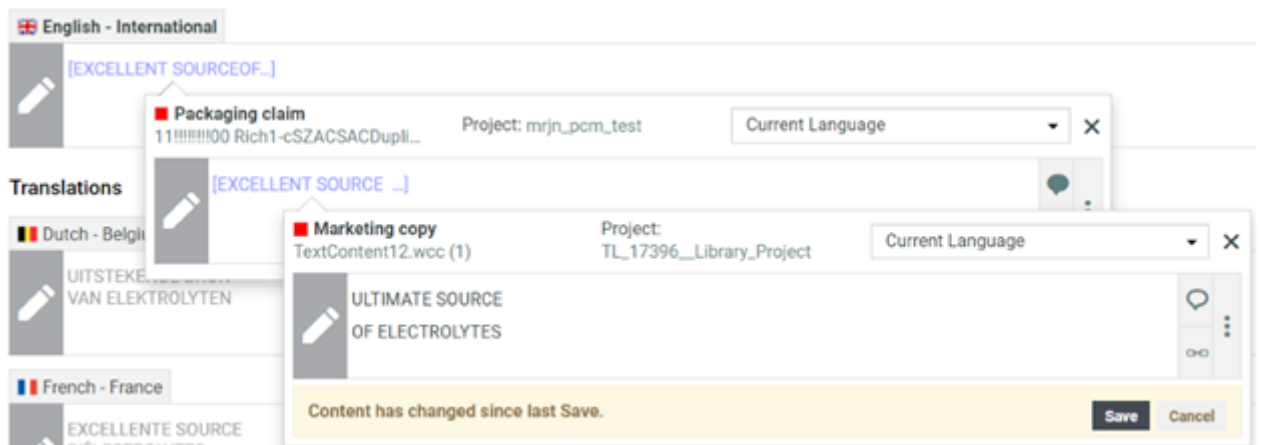 English - International
[EXCELLENT SOURCEOF...]
Packaging claim
Project: mrjn_pcm_test
Current Language
11!!!!!!!!!00 Rich1-cSZACSACDupli...
[EXCELLENT SOURCE ...]
Translations
Marketing copy
Project:
Current Language
TextContent12.wcc (1)
TL_17396__Library_Project
Dutch - Belgi
UITSTEKENDE BRON
VAN ELEKTROLYTEN
ULTIMATE SOURCE
OF ELECTROLYTES
French - France
Content has changed since last Save.
Save
Cancel
EXCELLENTE SOURCE